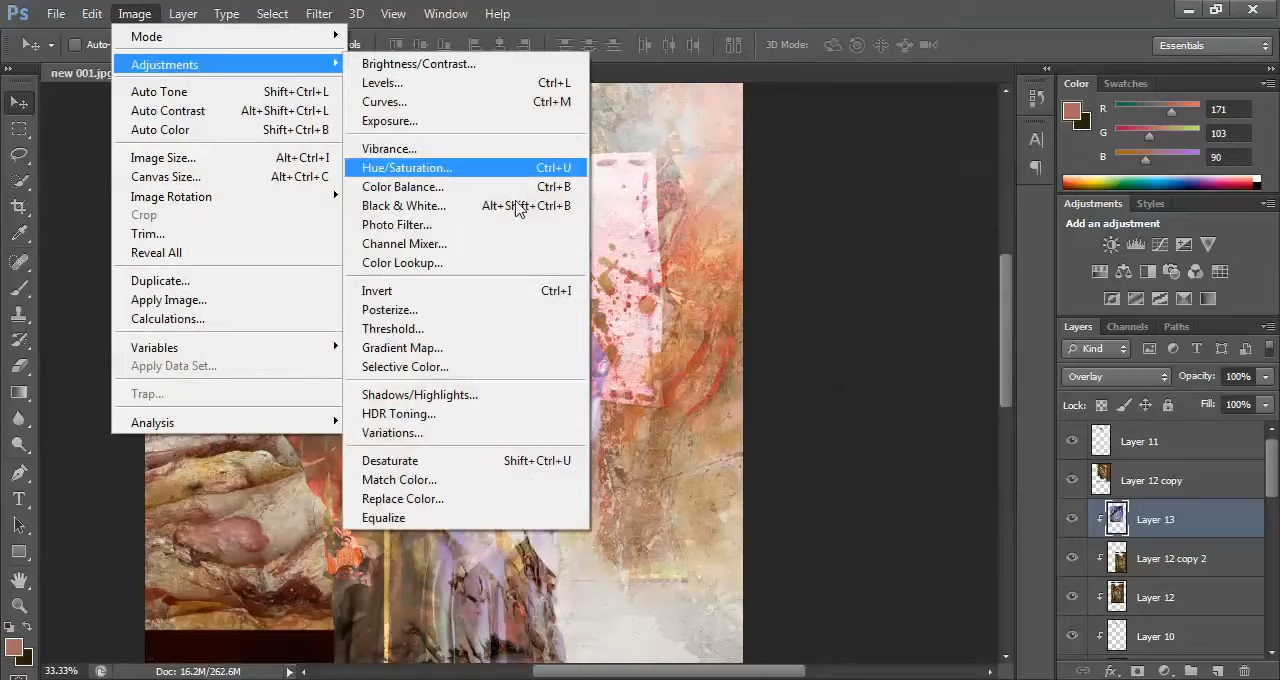 Ps File Edit Image Layer Type Select Filter 3D View Window Help
Auto- ols 3D Mode: Essentials
new 001.jpg
Mode
Adjustments
Auto Tone Shift+Ctrl+L
Auto Contrast Alt+Shift+Ctrl+L
Auto Color Shift+Ctrl+B
Image Size... Alt+Ctrl+I
Canvas Size... Alt+Ctrl+C
Image Rotation
Crop
Trim...
Reveal All
Duplicate...
Apply Image...
Calculations...
Variables
Apply Data Set...
Trap...
Analysis
Brightness/Contrast...
Levels... Ctrl+L
Curves... Ctrl+M
Exposure...
Vibrance...
Hue/Saturation... Ctrl+U
Color Balance... Ctrl+B
Black & White... Alt+Shift+Ctrl+B
Photo Filter...
Channel Mixer...
Color Lookup...
Invert Ctrl+I
Posterize...
Threshold...
Gradient Map...
Selective Color...
Shadows/Highlights...
HDR Toning...
Variations...
Desaturate Shift+Ctrl+U
Match Color...
Replace Color...
Equalize
Color Swatches
R 171
G 103
B 90
Adjustments Styles
Add an adjustment
Layers Channels Paths
Kind
Overlay Opacity: 100%
Lock: Fill: 100%
Layer 11
Layer 12 copy
Layer 13
Layer 12 copy 2
Layer 12
Layer 10
33.33% Doc: 16.2M/262.6M